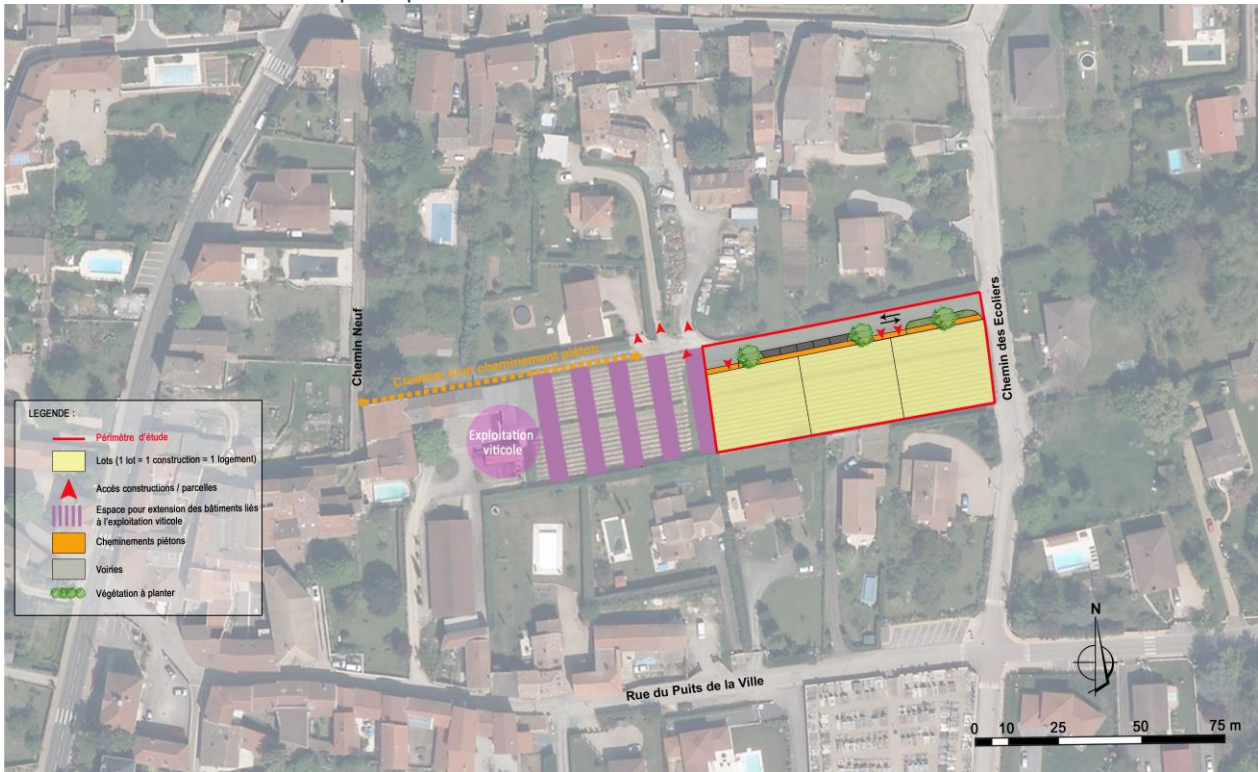 Chemin Neuf
Chemin des Ecoliers
Création d'un cheminement piéton
Exploitation
viticole
LEGENDE :
Périmètre d'étude
Lots (1 lot = 1 construction = 1 logement)
Accès constructions / parcelles
Espace pour extension des bâtiments liés
à l'exploitation viticole
Cheminements piétons
Voiries
Végétation à planter
Rue du Puits de la Ville
N
0 10 25 50 75 m